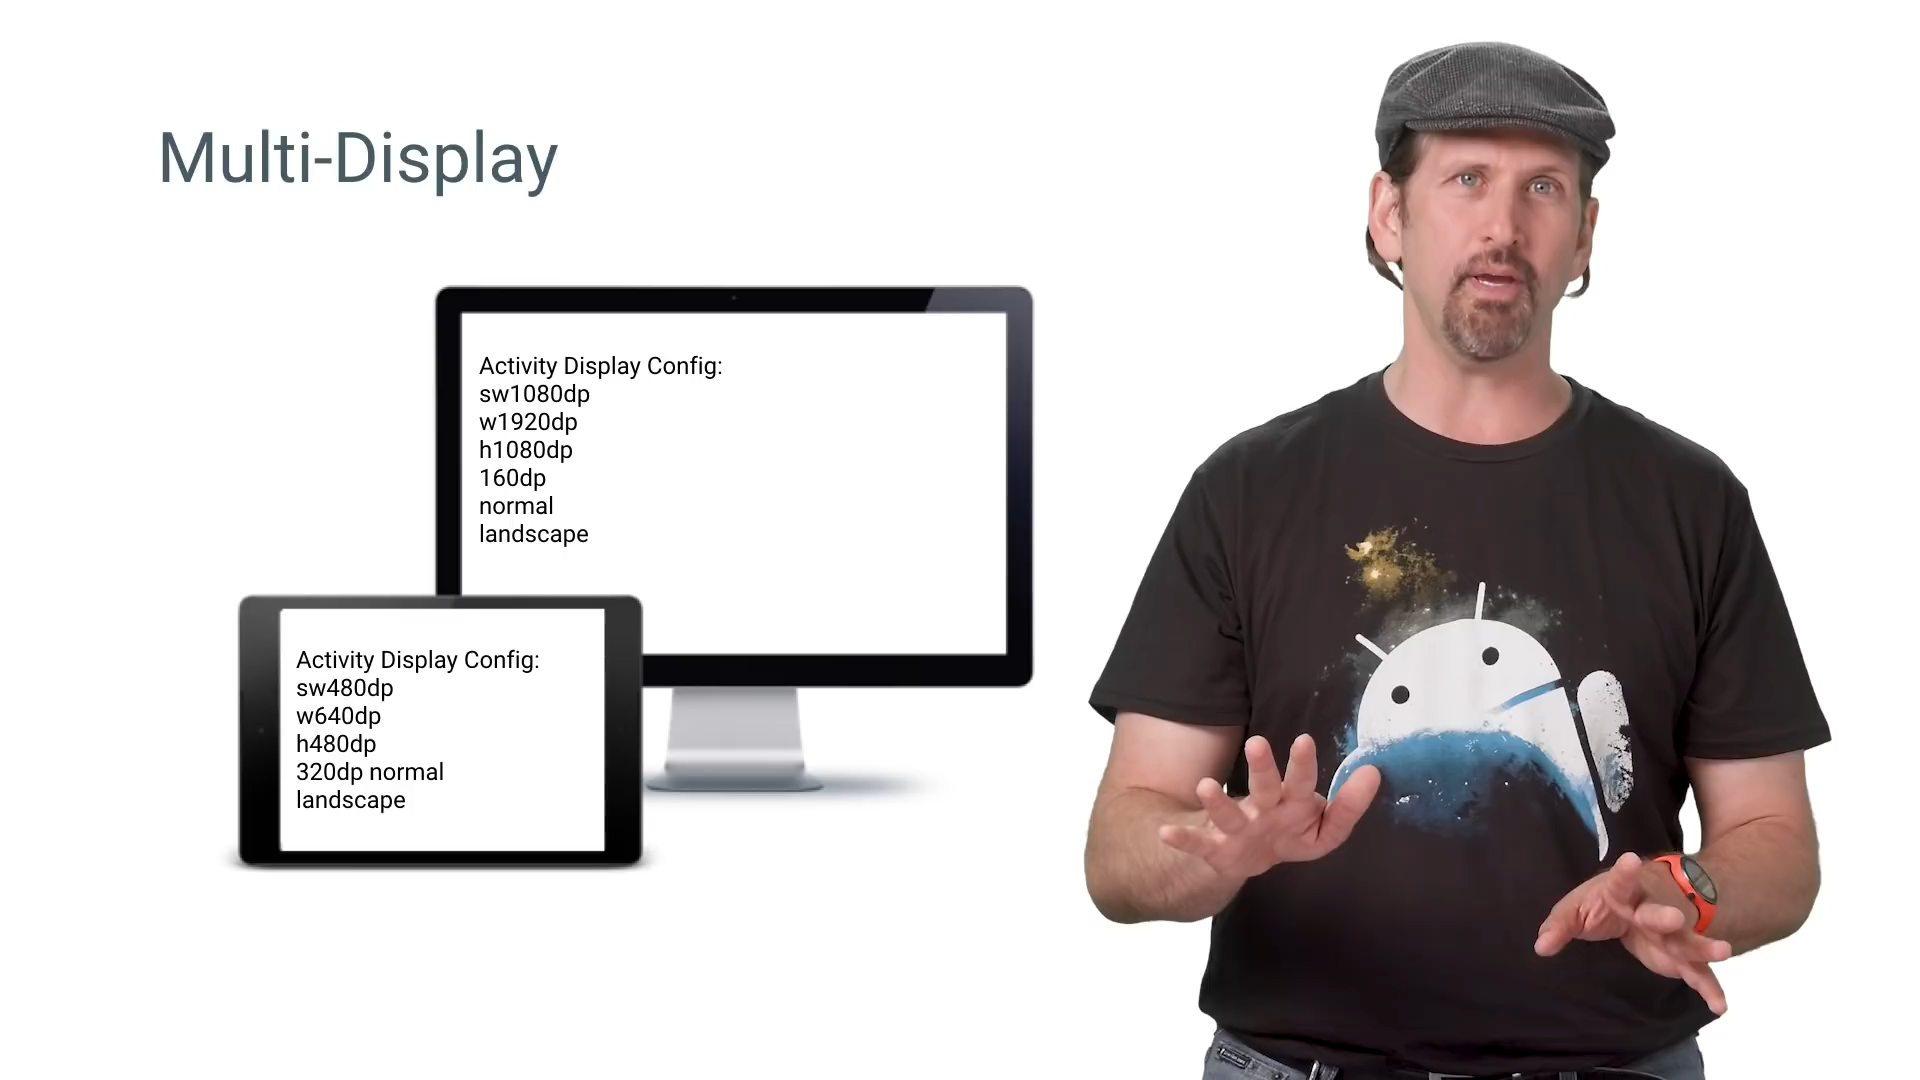 Multi-Display
Activity Display Config:
sw1080dp
w1920dp
h1080dp
160dp
normal
landscape
Activity Display Config:
sw480dp
w640dp
h480dp
320dp normal
landscape